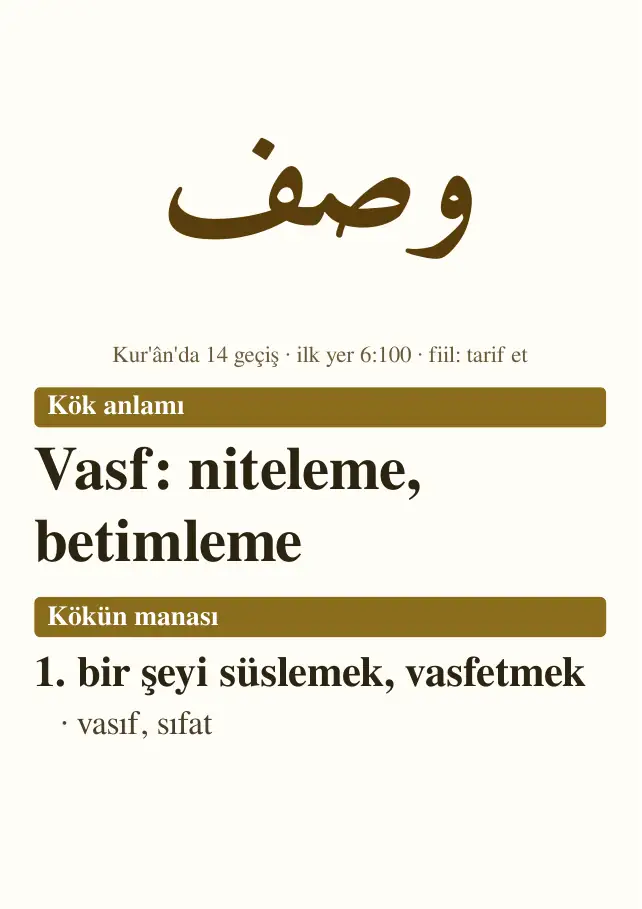 وصف
Kur'ân'da 14 geçiş · ilk yer 6:100 · fiil: tarif et
Kök anlamı
Vasf: niteleme,
betimleme
Kökün manası
1. bir şeyi süslemek, vasfetmek
· vasıf, sıfat